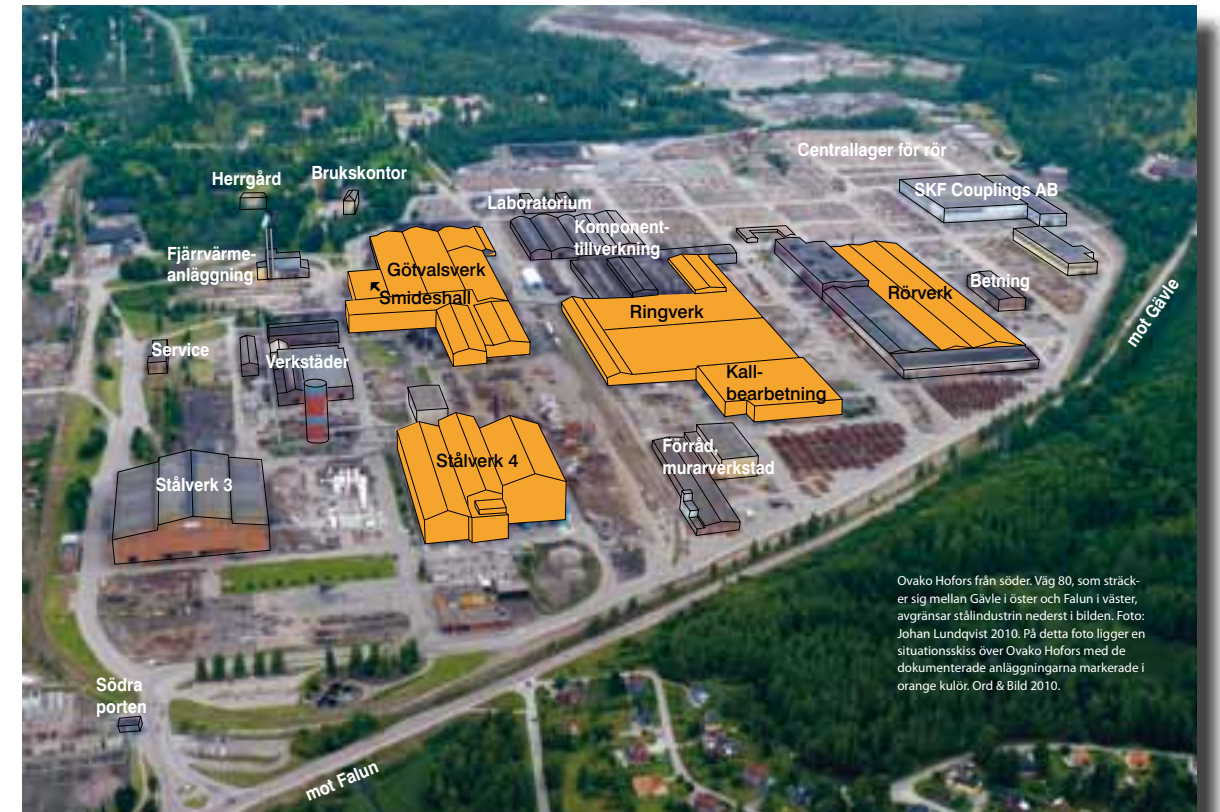 Centrallager för rör
Herrgård
Brukskontor
SKF Couplings AB
Laboratorium
Komponent-
tillverkning
Fjärrvärme-
anläggning
Götvalsverk
Smideshall
Betning
Rörverk
Ringverk
mot Gävle
Service
Verkstäder
Kall-
bearbetning
Förråd,
murarverkstad
Stålverk 4
Stålverk 3
Ovako Hofors från söder. Väg 80, som sträck-
er sig mellan Gävle i öster och Falun i väster,
avgränsar stålindustrin nederst i bilden. Foto:
Johan Lundqvist 2010. På detta foto ligger en
situationsskiss över Ovako Hofors med de
dokumenterade anläggningarna markerade i
orange kulör. Ord & Bild 2010.
Södra
porten
mot Falun